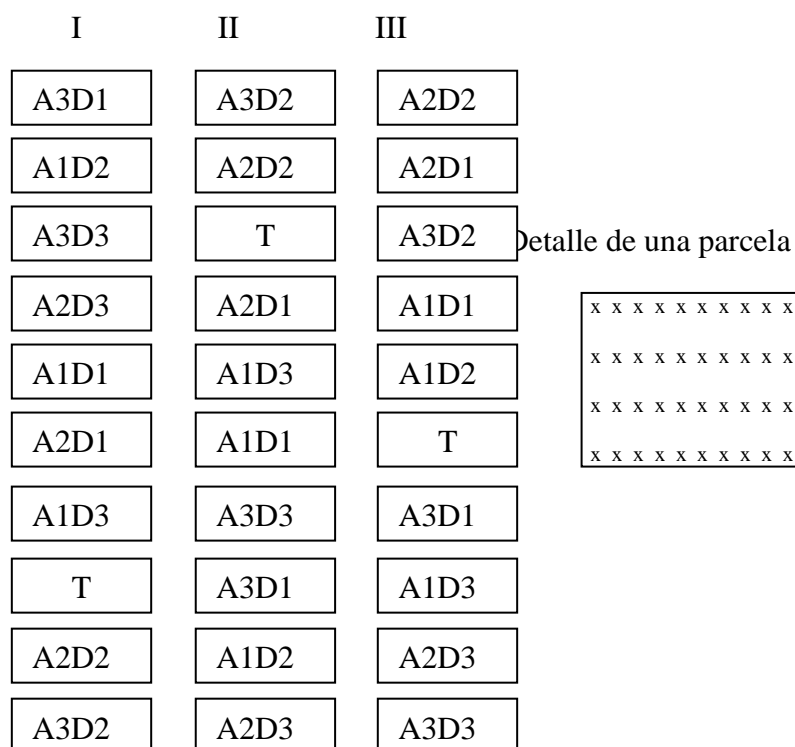 I II III
A3D1 A3D2 A2D2
A1D2 A2D2 A2D1
A3D3 T A3D2 Detalle de una parcela
A2D3 A2D1 A1D1
x x x x x x x x x x
A1D1 A1D3 A1D2
x x x x x x x x x x
x x x x x x x x x x
A2D1 A1D1 T
x x x x x x x x x x
A1D3 A3D3 A3D1
T A3D1 A1D3
A2D2 A1D2 A2D3
A3D2 A2D3 A3D3